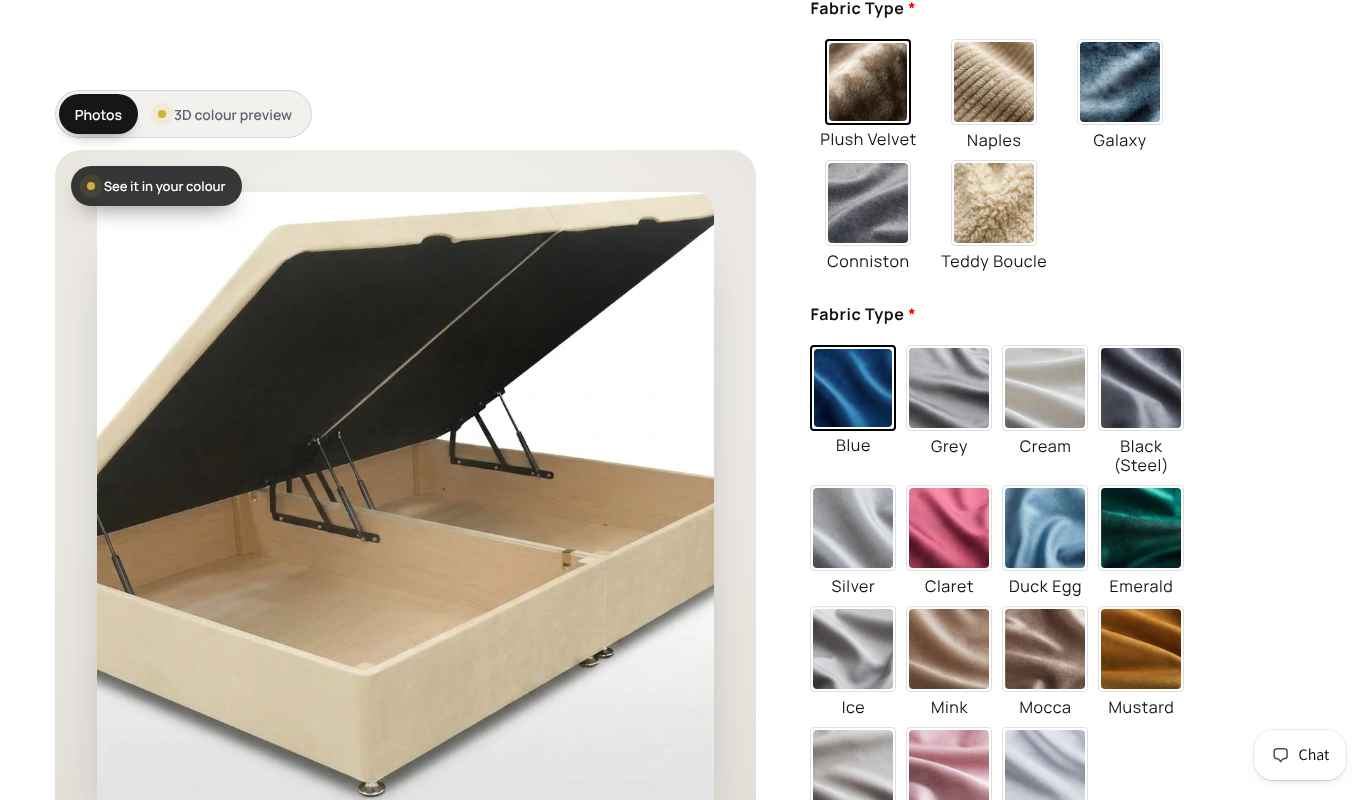 Photos
3D colour preview
See it in your colour
Fabric Type *
Plush Velvet
Naples
Galaxy
Conniston
Teddy Boucle
Fabric Type *
Blue
Grey
Cream
Black
(Steel)
Silver
Claret
Duck Egg
Emerald
Ice
Mink
Mocca
Mustard
Chat